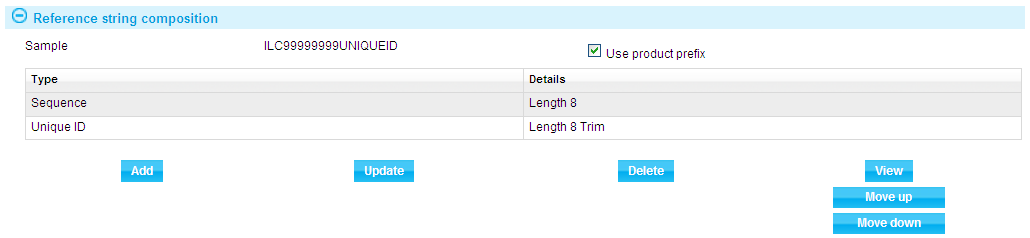 Reference string composition
Sample ILC99999999UNIQUEID Use product prefix
Type Details
Sequence Length 8
Unique ID Length 8 Trim
Add Update Delete View
Move up
Move down